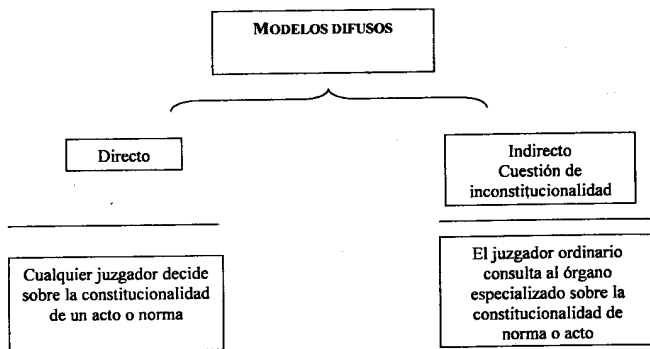 MODELOS DIFUSOS
Directo
Cualquier juzgador decide
sobre la constitucionalidad
de un acto o norma
Indirecto
Cuestión de
inconstitucionalidad
El juzgador ordinario
consulta al órgano
especializado sobre la
constitucionalidad de
norma o acto